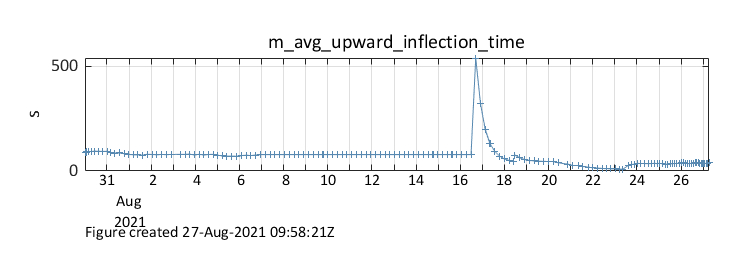 m_avg_upward_inflection_time
500
s
0
31 2 4 6 8 10 12 14 16 18 20 22 24 26
Aug
2021
Figure created 27-Aug-2021 09:58:21Z